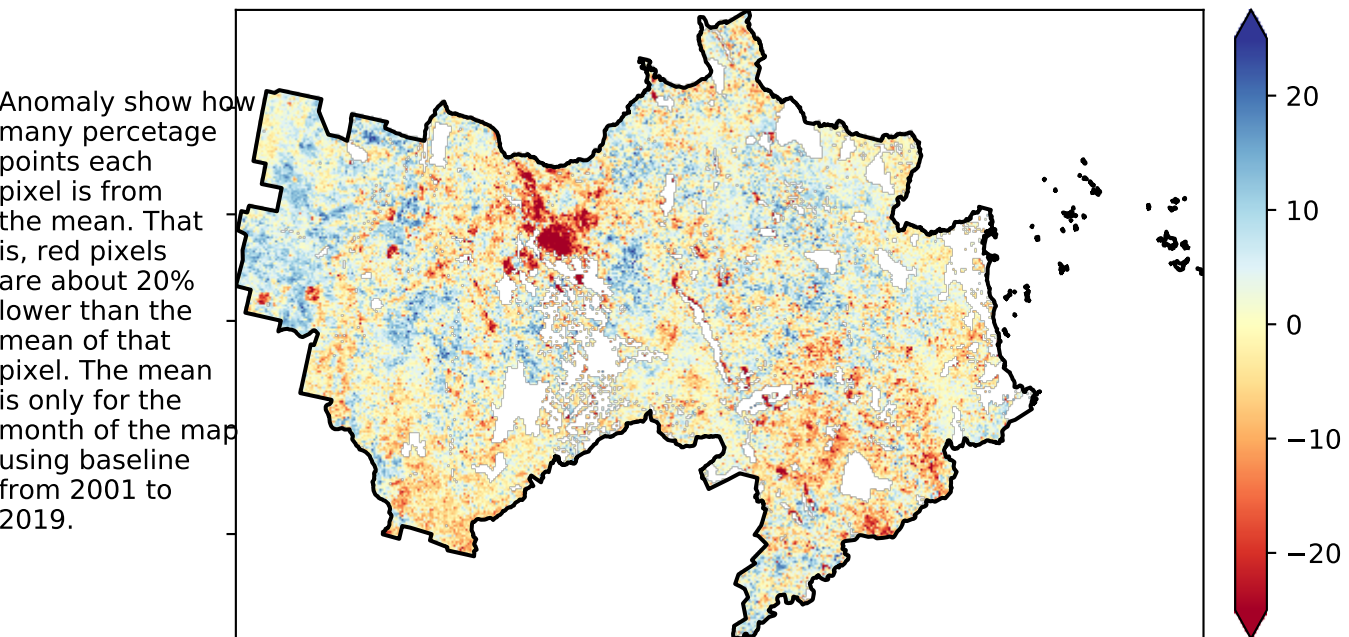 Anomaly show how
many percetage
points each
pixel is from
the mean. That
is, red pixels
are about 20%
lower than the
mean of that
pixel. The mean
is only for the
month of the map
using baseline
from 2001 to
2019.
20
10
0
−10
−20